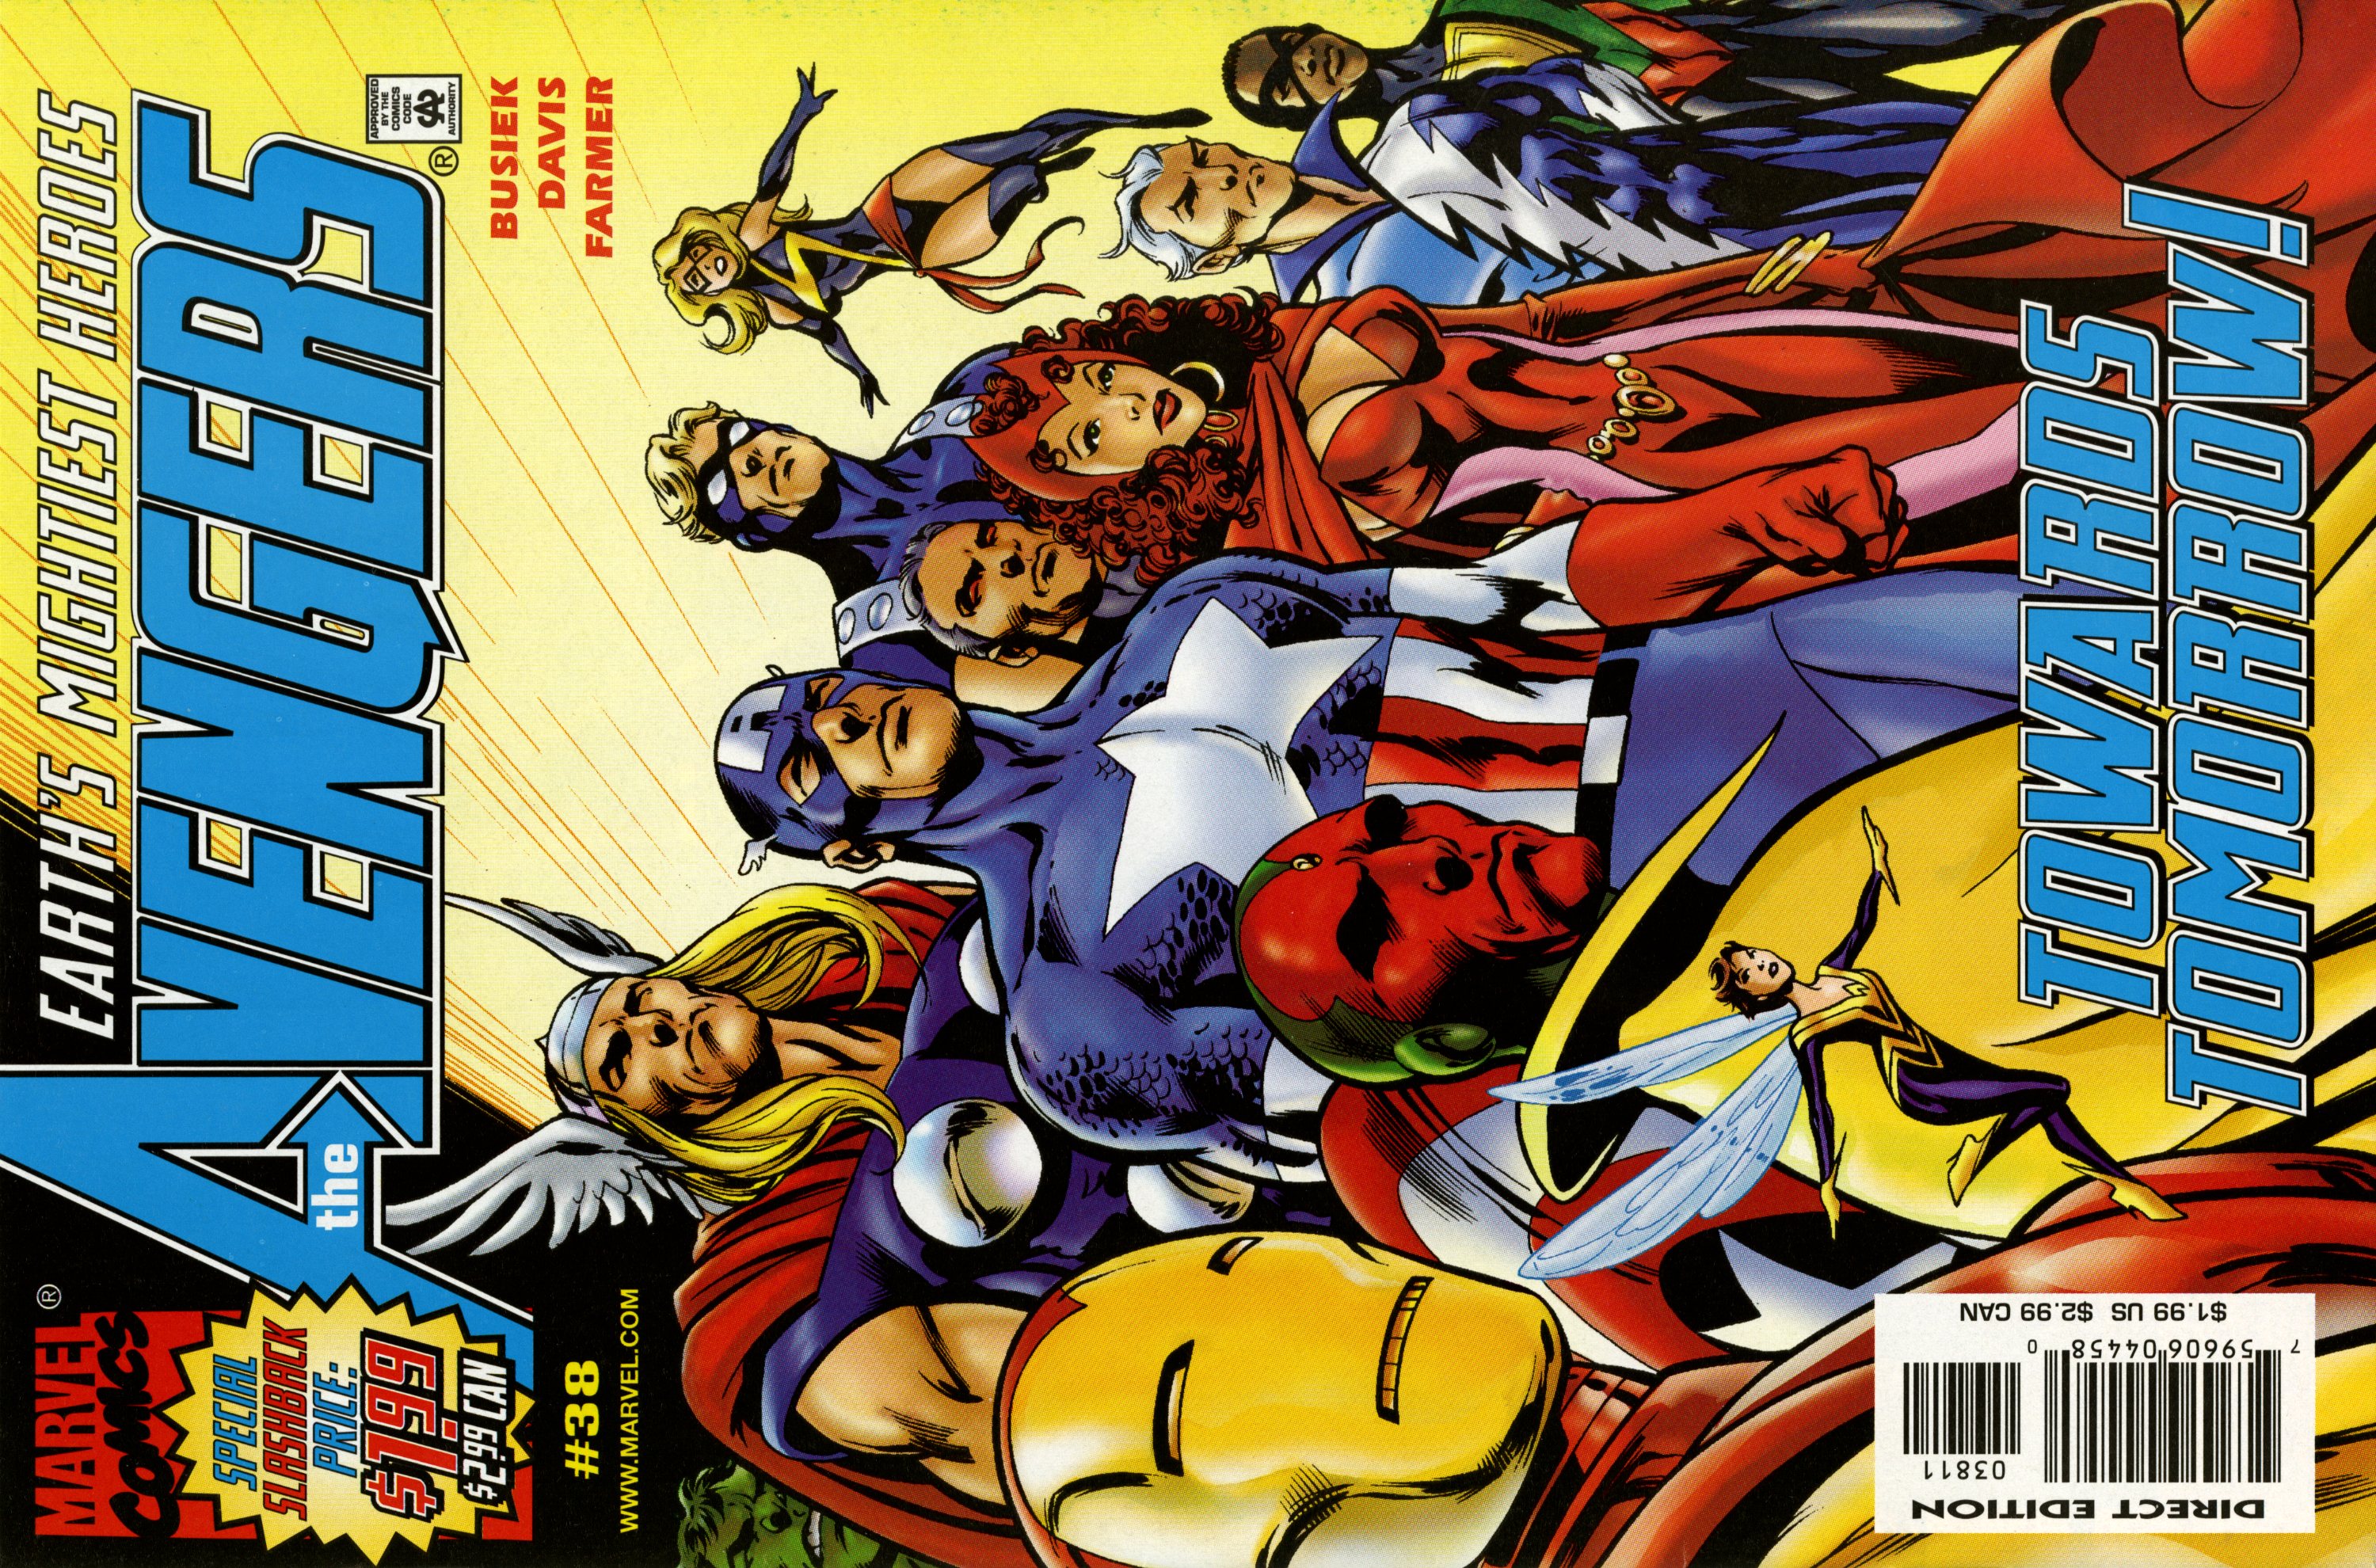 MARVEL ®
COMICS
SPECIAL
SLASHBACK
PRICE:
$1.99
$2.99 CAN
#38
WWW.MARVEL.COM
EARTH'S MIGHTIEST HEROES
the AVENGERS ®
APPROVED
BY THE
COMICS
CODE
CA
AUTHORITY
BUSIEK
DAVIS
FARMER
A
TOWARDS
TOMORROW!
DIRECT EDITION
03811
7 59606 04458 0
$1.99 US $2.99 CAN